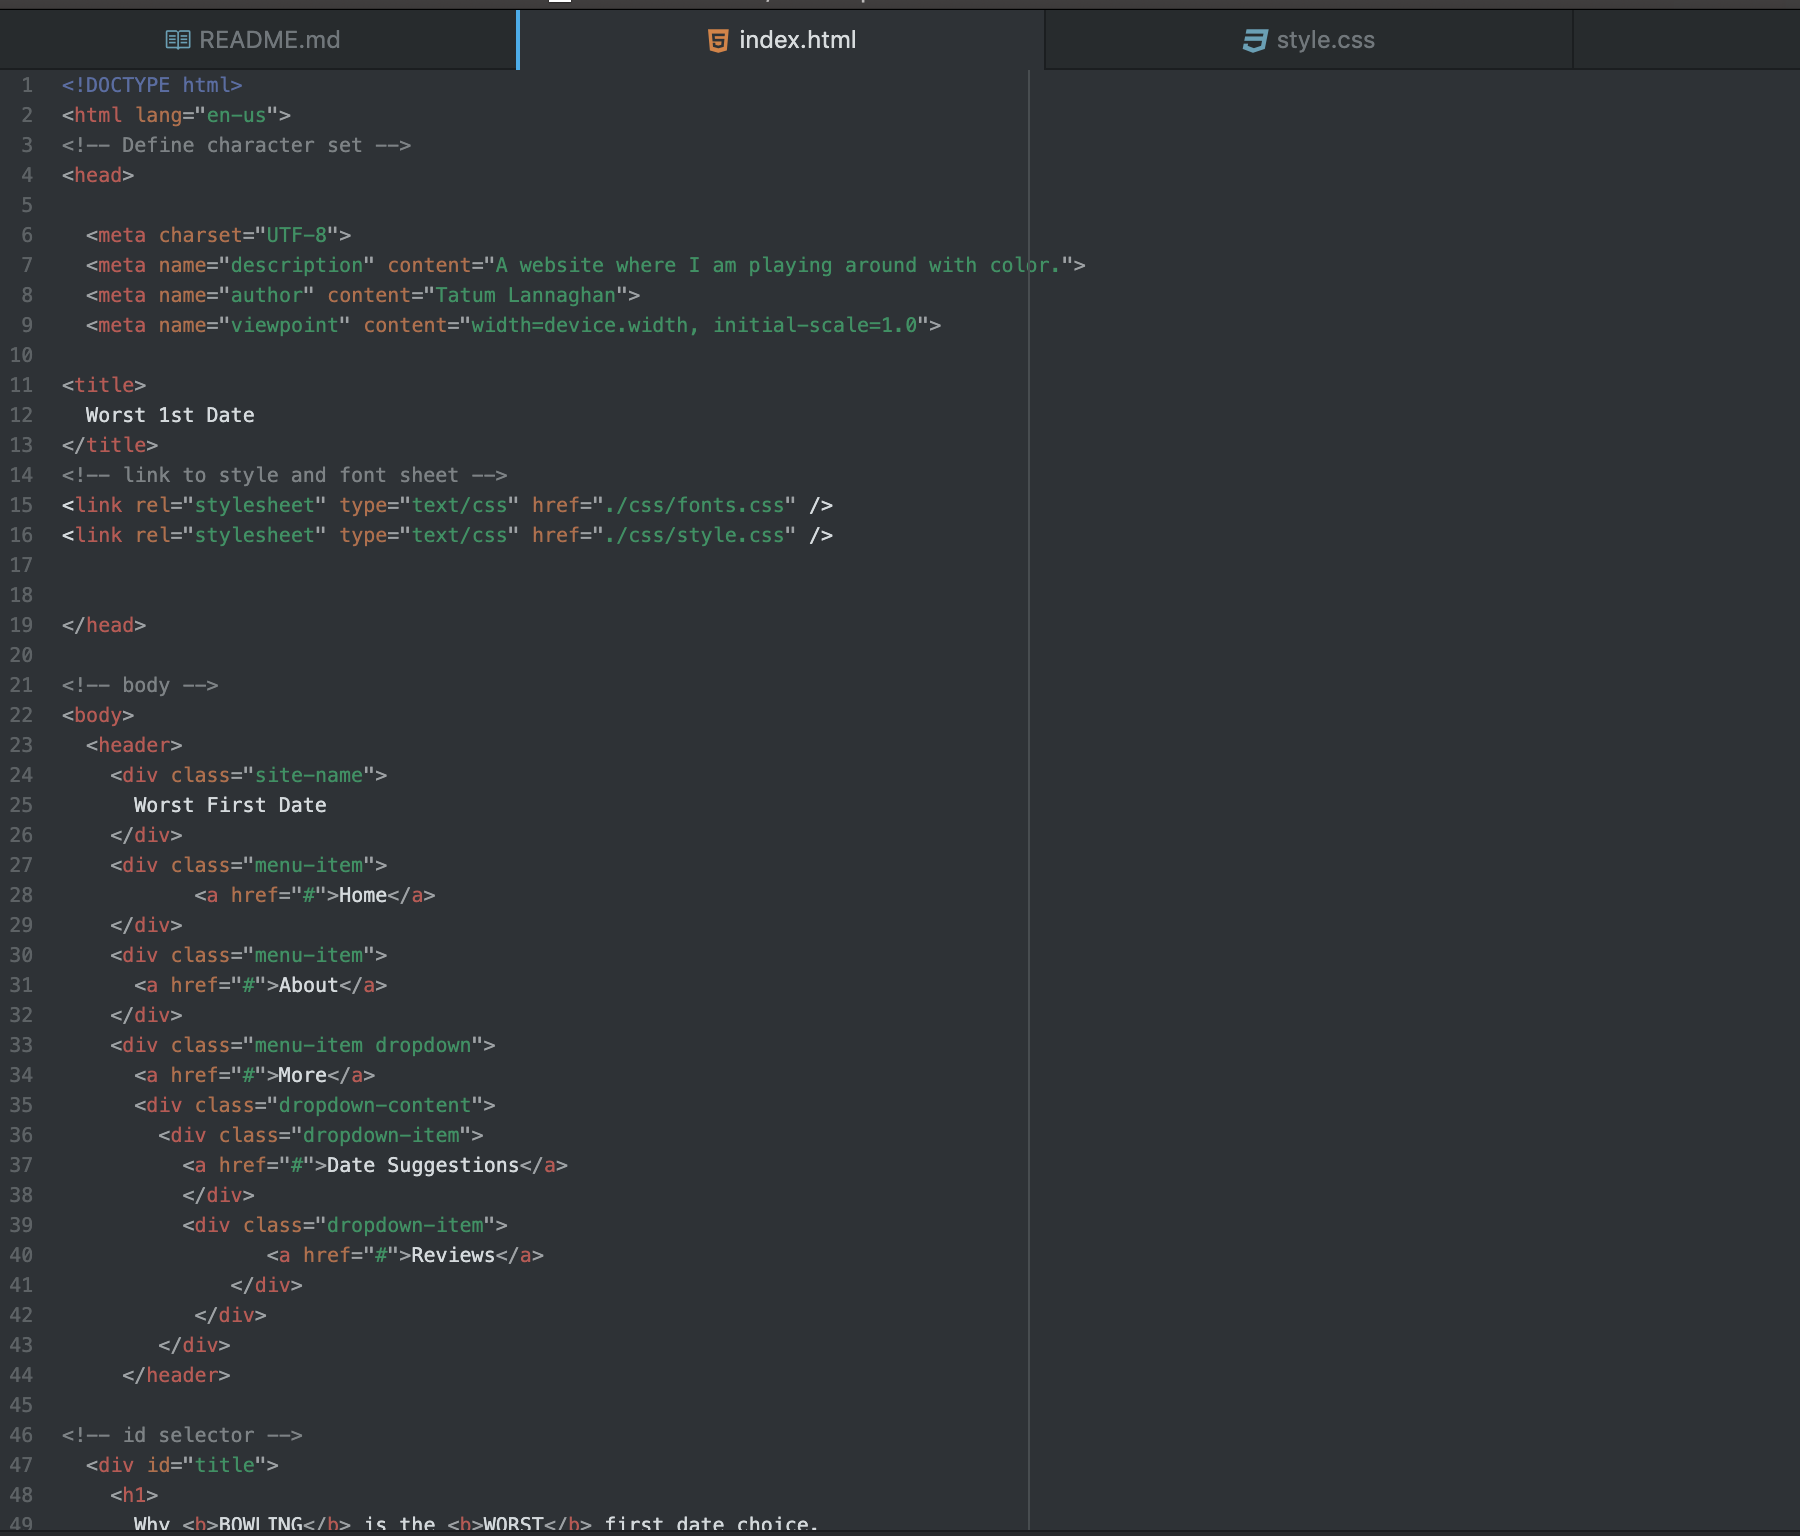 README.md
index.html
style.css
1 <!DOCTYPE html>
2 <html lang="en-us">
3 <!-- Define character set -->
4 <head>
5
6   <meta charset="UTF-8">
7   <meta name="description" content="A website where I am playing around with color.">
8   <meta name="author" content="Tatum Lannaghan">
9   <meta name="viewpoint" content="width=device.width, initial-scale=1.0">
10
11 <title>
12   Worst 1st Date
13 </title>
14 <!-- link to style and font sheet -->
15 <link rel="stylesheet" type="text/css" href="./css/fonts.css" />
16 <link rel="stylesheet" type="text/css" href="./css/style.css" />
17
18
19 </head>
20
21 <!-- body -->
22 <body>
23   <header>
24     <div class="site-name">
25       Worst First Date
26     </div>
27     <div class="menu-item">
28            <a href="#">Home</a>
29     </div>
30     <div class="menu-item">
31       <a href="#">About</a>
32     </div>
33     <div class="menu-item dropdown">
34       <a href="#">More</a>
35       <div class="dropdown-content">
36         <div class="dropdown-item">
37           <a href="#">Date Suggestions</a>
38           </div>
39           <div class="dropdown-item">
40                  <a href="#">Reviews</a>
41               </div>
42            </div>
43         </div>
44      </header>
45
46 <!-- id selector -->
47   <div id="title">
48     <h1>
49       Why <b>BOWLING</b> is the <b>WORST</b> first date choice.